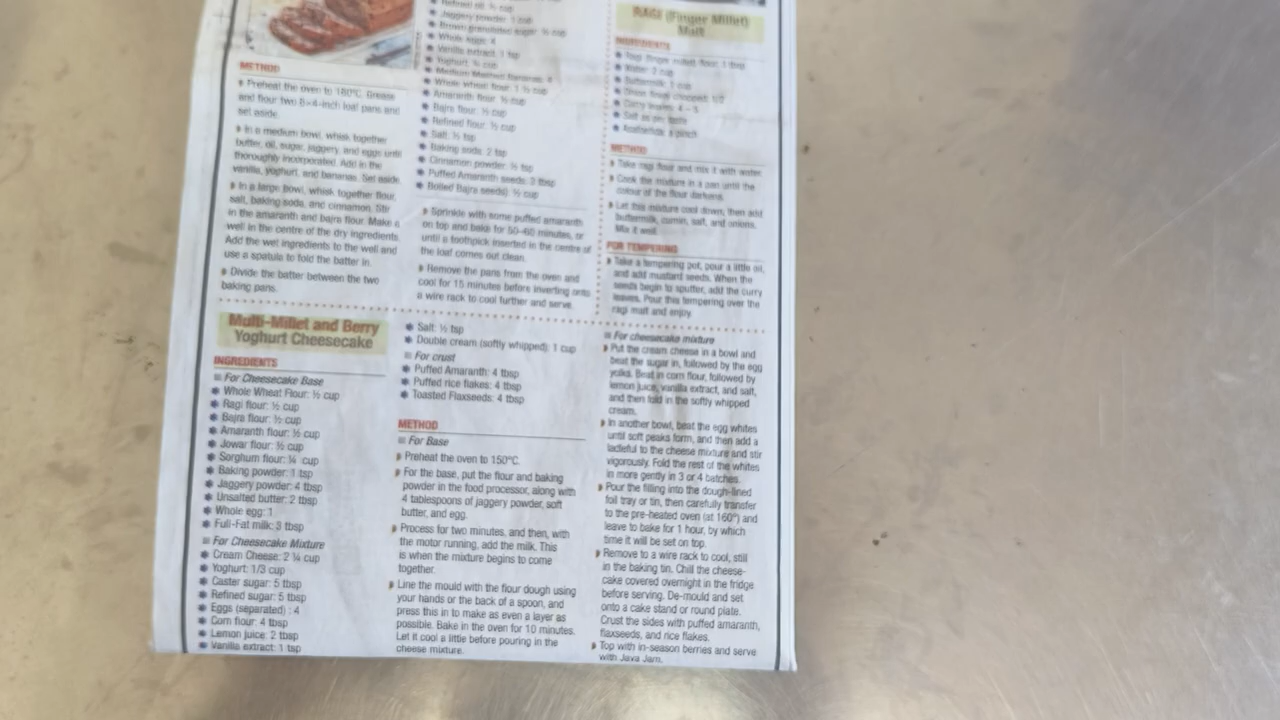 METHOD
Preheat the oven to 180°C. Grease
and flour two 8×4-inch loaf pans and
set aside.
In a medium bowl, whisk together
butter, oil, sugar, jaggery, and eggs until
thoroughly incorporated. Add in the
vanilla, yoghurt, and bananas. Set aside.
In a large bowl, whisk together flour,
salt, baking soda, and cinnamon. Stir
in the amaranth and bajra flour. Make a
well in the centre of the dry ingredients.
Add the wet ingredients to the well and
use a spatula to fold the batter in.
Divide the batter between the two
baking pans.
Refined oil: ½ cup
Jaggery powder: 1 cup
Brown granulated sugar:
Whole eggs: 4
Vanilla extract: 1 tsp
Yoghurt:
Medium Mashed Bananas: 4
Whole Wheat flour: 1
Amaranth flour: ½ cup
Bajra flour: ½ cup
Refined flour: ½ cup
Salt: ½ tsp
Baking soda: 2 tsp
Cinnamon powder:
Puffed Amaranth seeds: 3 tbsp
Boiled Bajra seeds): ½ cup
Sprinkle with some puffed amaranth
on top and bake for 50–60 minutes, or
until a toothpick inserted in the centre of
the loaf comes out clean.
Remove the pans from the oven and
cool for 15 minutes before inverting onto
a wire rack to cool further and serve.
RAGI (Finger Millet)
Malt
INGREDIENTS
Ragi (finger millet) flour: 1 tbsp
Water: 2 cup
Buttermilk: 1 cup
Onion finely chopped: 1/2
Curry leaves: 4 – 5
Salt as per taste
Asafoetida: a pinch
METHOD
Take ragi flour and mix it with water.
Cook the mixture in a pan until the
colour of the flour darkens.
Let this mixture cool down, then add
buttermilk, cumin, salt, and onions.
Mix it well.
FOR TEMPERING
Take a tempering pot, pour a little oil,
and add mustard seeds. When the
seeds begin to sputter, add the curry
leaves. Pour this tempering over the
ragi malt and enjoy.
Multi-Millet and Berry
Yoghurt Cheesecake
INGREDIENTS
For Cheesecake Base
Whole Wheat Flour: ½ cup
Ragi flour: ½ cup
Bajra flour: ½ cup
Amaranth flour: ½ cup
Jowar flour: ½ cup
Sorghum flour: ¼ cup
Baking powder: 1 tsp
Jaggery powder: 4 tbsp
Unsalted butter: 2 tbsp
Whole egg: 1
Full-Fat milk: 3 tbsp
For Cheesecake Mixture
Cream Cheese: 2 ¼ cup
Yoghurt: 1/3 cup
Caster sugar: 5 tbsp
Refined sugar: 5 tbsp
Eggs (separated) : 4
Corn flour: 4 tbsp
Lemon juice: 2 tbsp
Vanilla extract: 1 tsp
Salt: ½ tsp
Double cream (softly whipped): 1 cup
For crust
Puffed Amaranth: 4 tbsp
Puffed rice flakes: 4 tbsp
Toasted Flaxseeds: 4 tbsp
METHOD
For Base
Preheat the oven to 150°C.
For the base, put the flour and baking
powder in the food processor, along with
4 tablespoons of jaggery powder, soft
butter, and egg.
Process for two minutes, and then, with
the motor running, add the milk. This
is when the mixture begins to come
together.
Line the mould with the flour dough using
your hands or the back of a spoon, and
press this in to make as even a layer as
possible. Bake in the oven for 10 minutes.
Let it cool a little before pouring in the
cheese mixture.
For cheesecake mixture
Put the cream cheese in a bowl and
beat the sugar in, followed by the egg
yolks. Beat in corn flour, followed by
lemon juice, vanilla extract, and salt,
and then fold in the softly whipped
cream.
In another bowl, beat the egg whites
until soft peaks form, and then add a
ladleful to the cheese mixture and stir
vigorously. Fold the rest of the whites
in more gently in 3 or 4 batches.
Pour the filling into the dough-lined
foil tray or tin, then carefully transfer
to the pre-heated oven (at 160°) and
leave to bake for 1 hour, by which
time it will be set on top.
Remove to a wire rack to cool, still
in the baking tin. Chill the cheese-
cake covered overnight in the fridge
before serving. De-mould and set
onto a cake stand or round plate.
Crust the sides with puffed amaranth,
flaxseeds, and rice flakes.
Top with in-season berries and serve
with Java Jam.